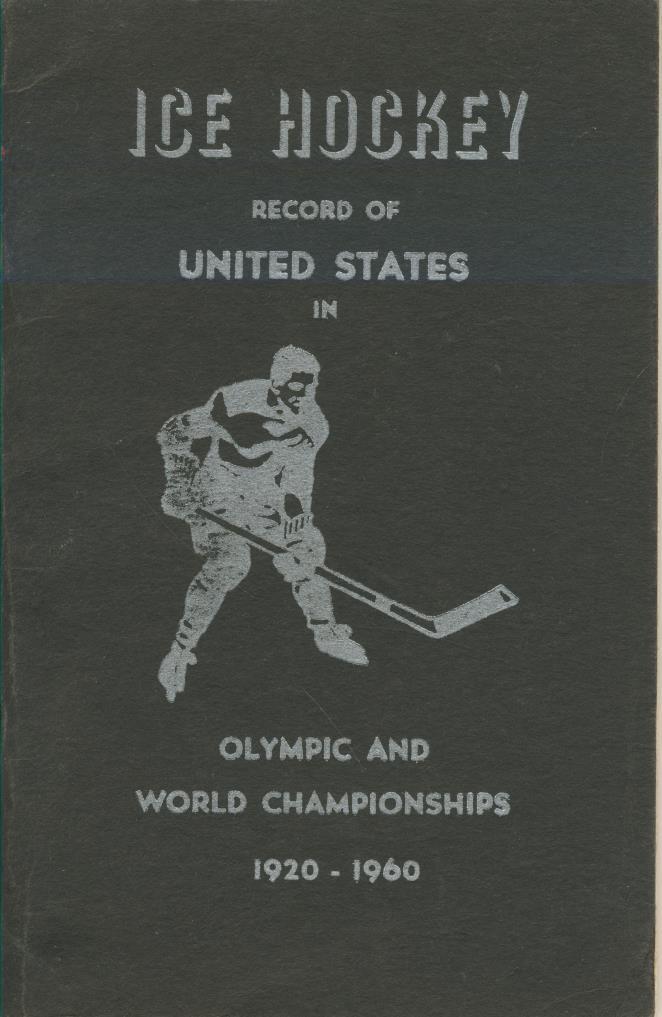 ICE HOCKEY
RECORD OF
UNITED STATES
IN
OLYMPIC AND
WORLD CHAMPIONSHIPS
1920 - 1960